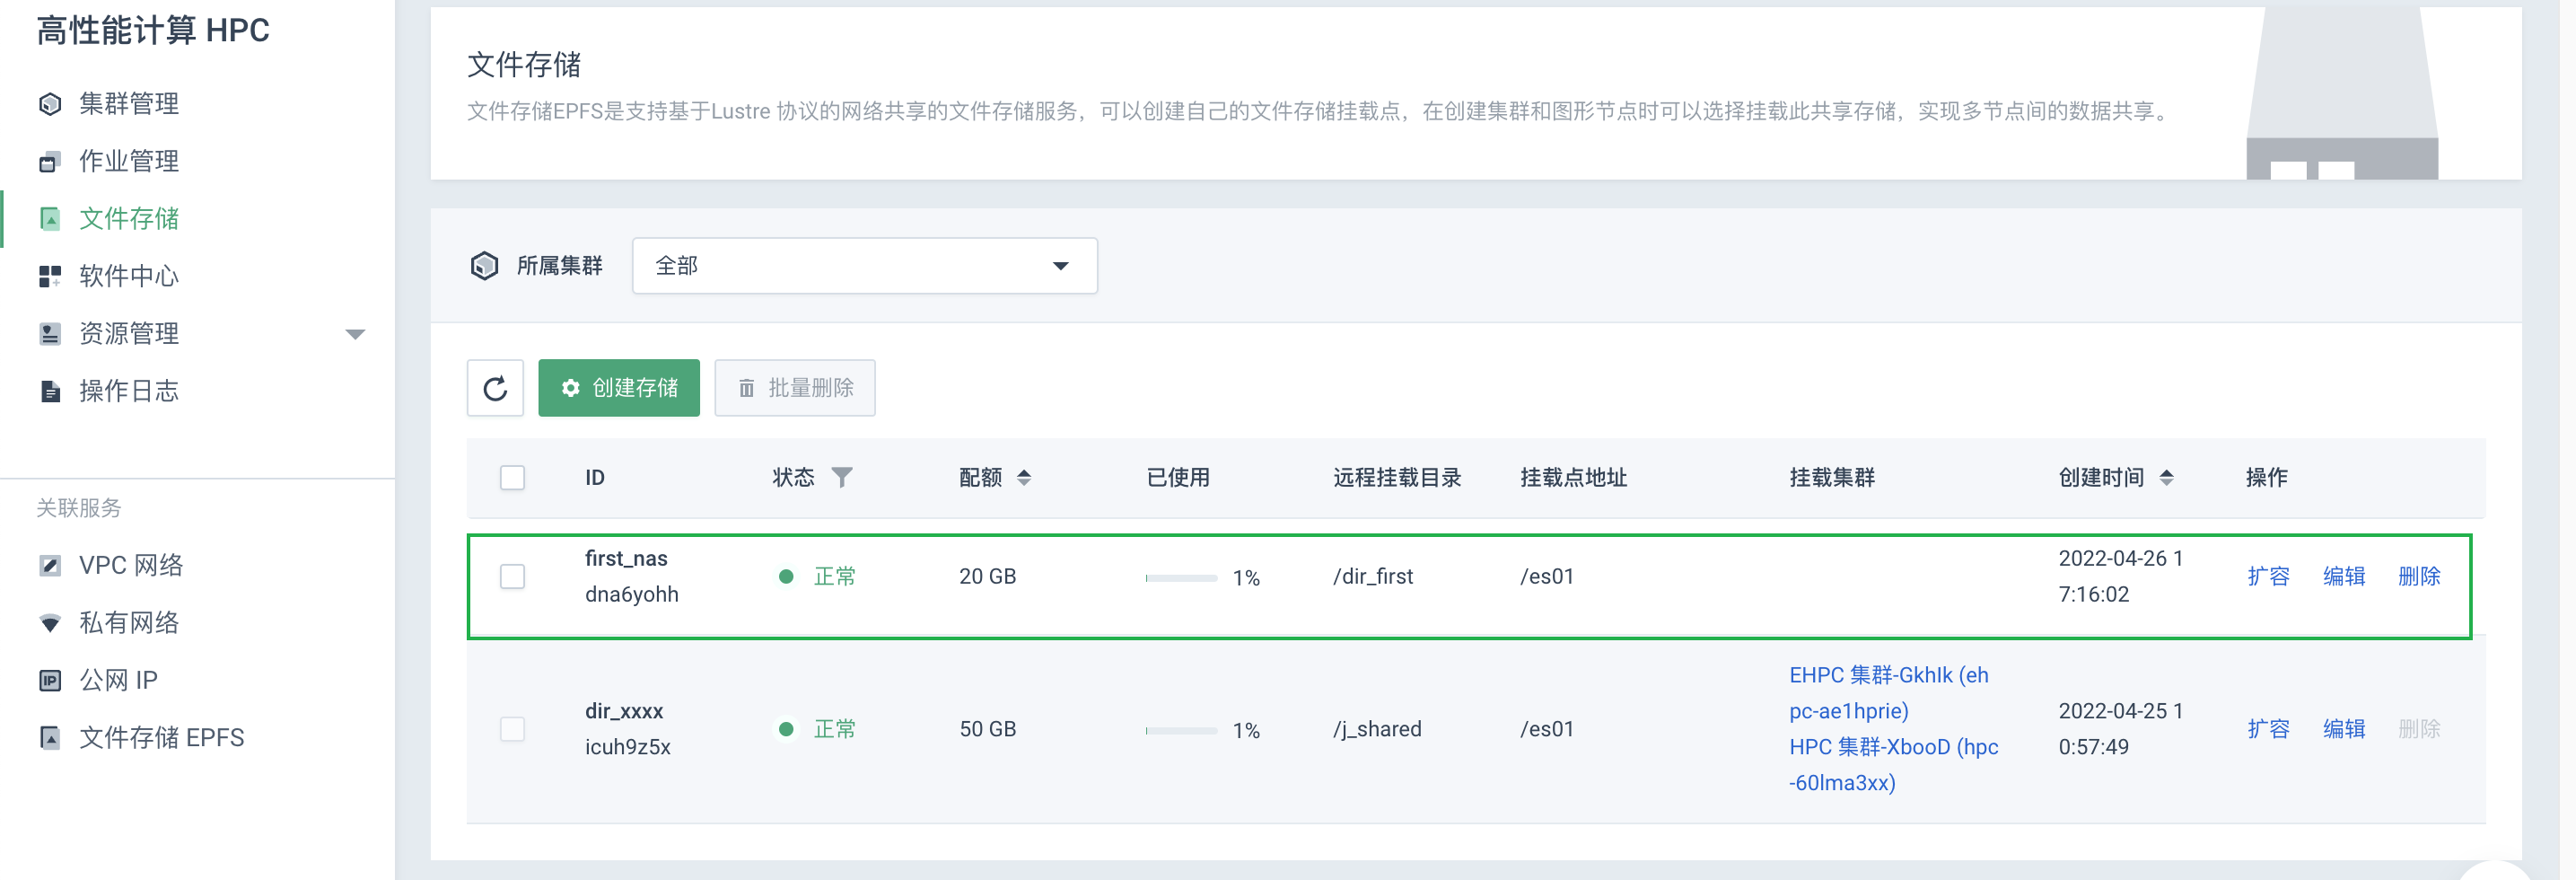 高性能计算 HPC
集群管理
作业管理
文件存储
软件中心
资源管理
操作日志
关联服务
VPC 网络
私有网络
IP 公网 IP
文件存储 EPFS
文件存储
文件存储EPFS是支持基于Lustre 协议的网络共享的文件存储服务，可以创建自己的文件存储挂载点，在创建集群和图形节点时可以选择挂载此共享存储，实现多节点间的数据共享。
所属集群 全部
创建存储 批量删除
ID 状态 配额 已使用 远程挂载目录 挂载点地址 挂载集群 创建时间 操作
first_nas
dna6yohh
正常 20 GB 1% /dir_first /es01
2022-04-26 1
7:16:02
扩容 编辑 删除
dir_xxxx
icuh9z5x
正常 50 GB 1% /j_shared /es01
EHPC 集群-GkhIk (eh
pc-ae1hprie)
HPC 集群-XbooD (hpc
-60lma3xx)
2022-04-25 1
0:57:49
扩容 编辑 删除